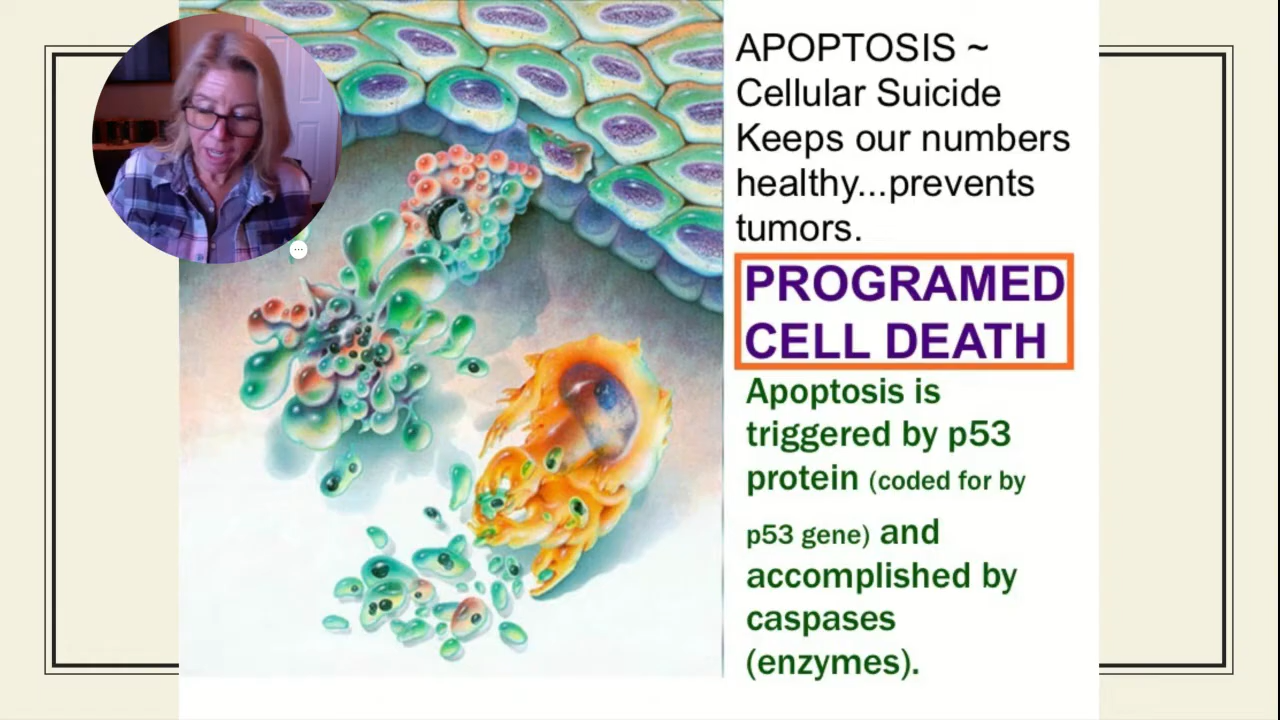 APOPTOSIS ~
Cellular Suicide
Keeps our numbers
healthy...prevents
tumors.
PROGRAMED
CELL DEATH
Apoptosis is
triggered by p53
protein (coded for by
p53 gene) and
accomplished by
caspases
(enzymes).